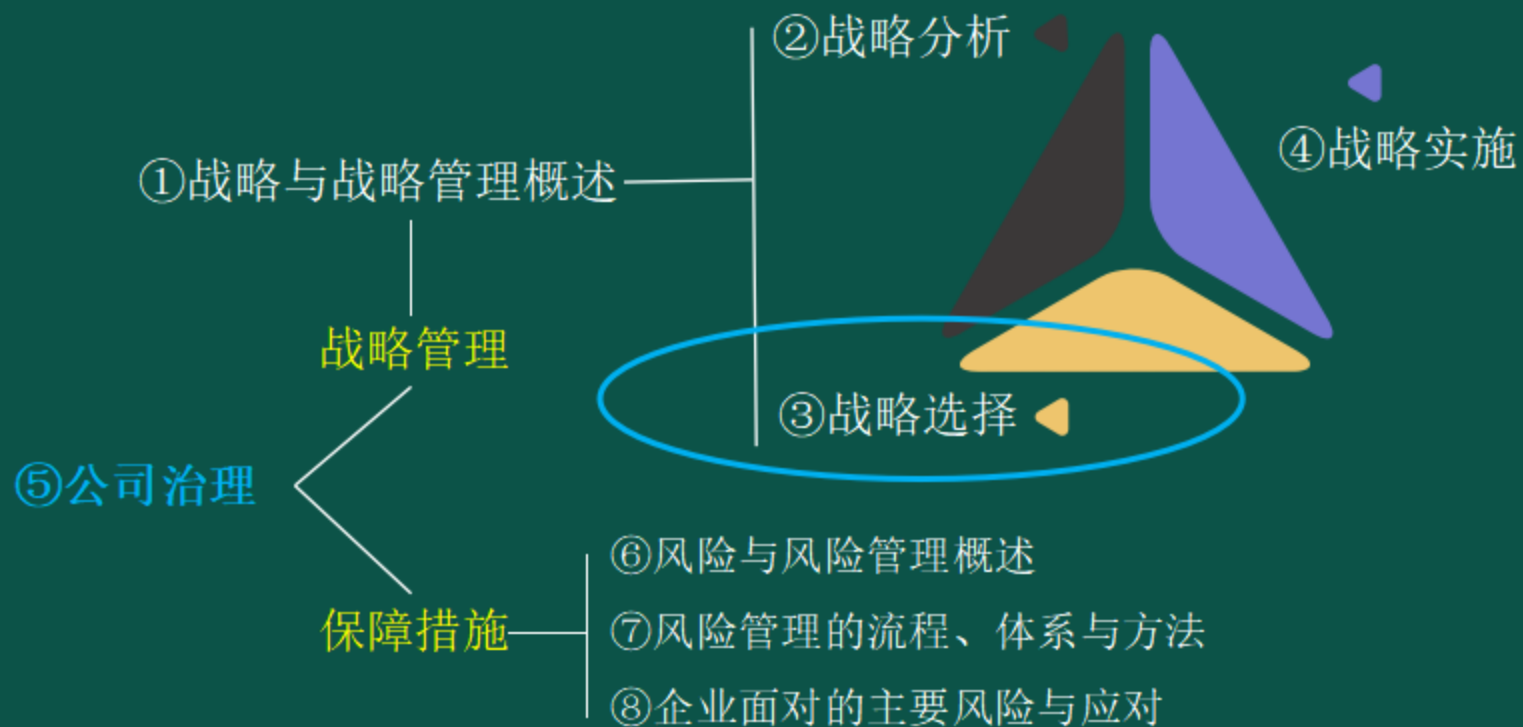 ②战略分析
④战略实施
①战略与战略管理概述
战略管理
③战略选择
⑤公司治理
⑥风险与风险管理概述
保障措施
⑦风险管理的流程、体系与方法
⑧企业面对的主要风险与应对